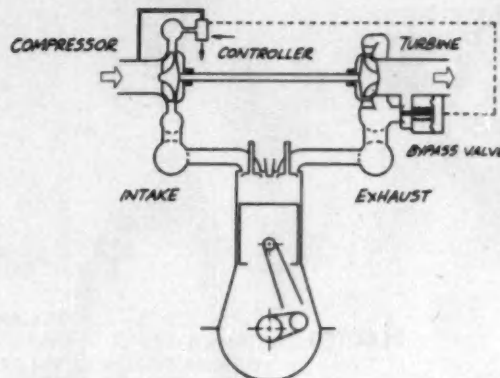 COMPRESSOR
CONTROLLER
TURBINE
BYPASS VALVE
INTAKE
EXHAUST